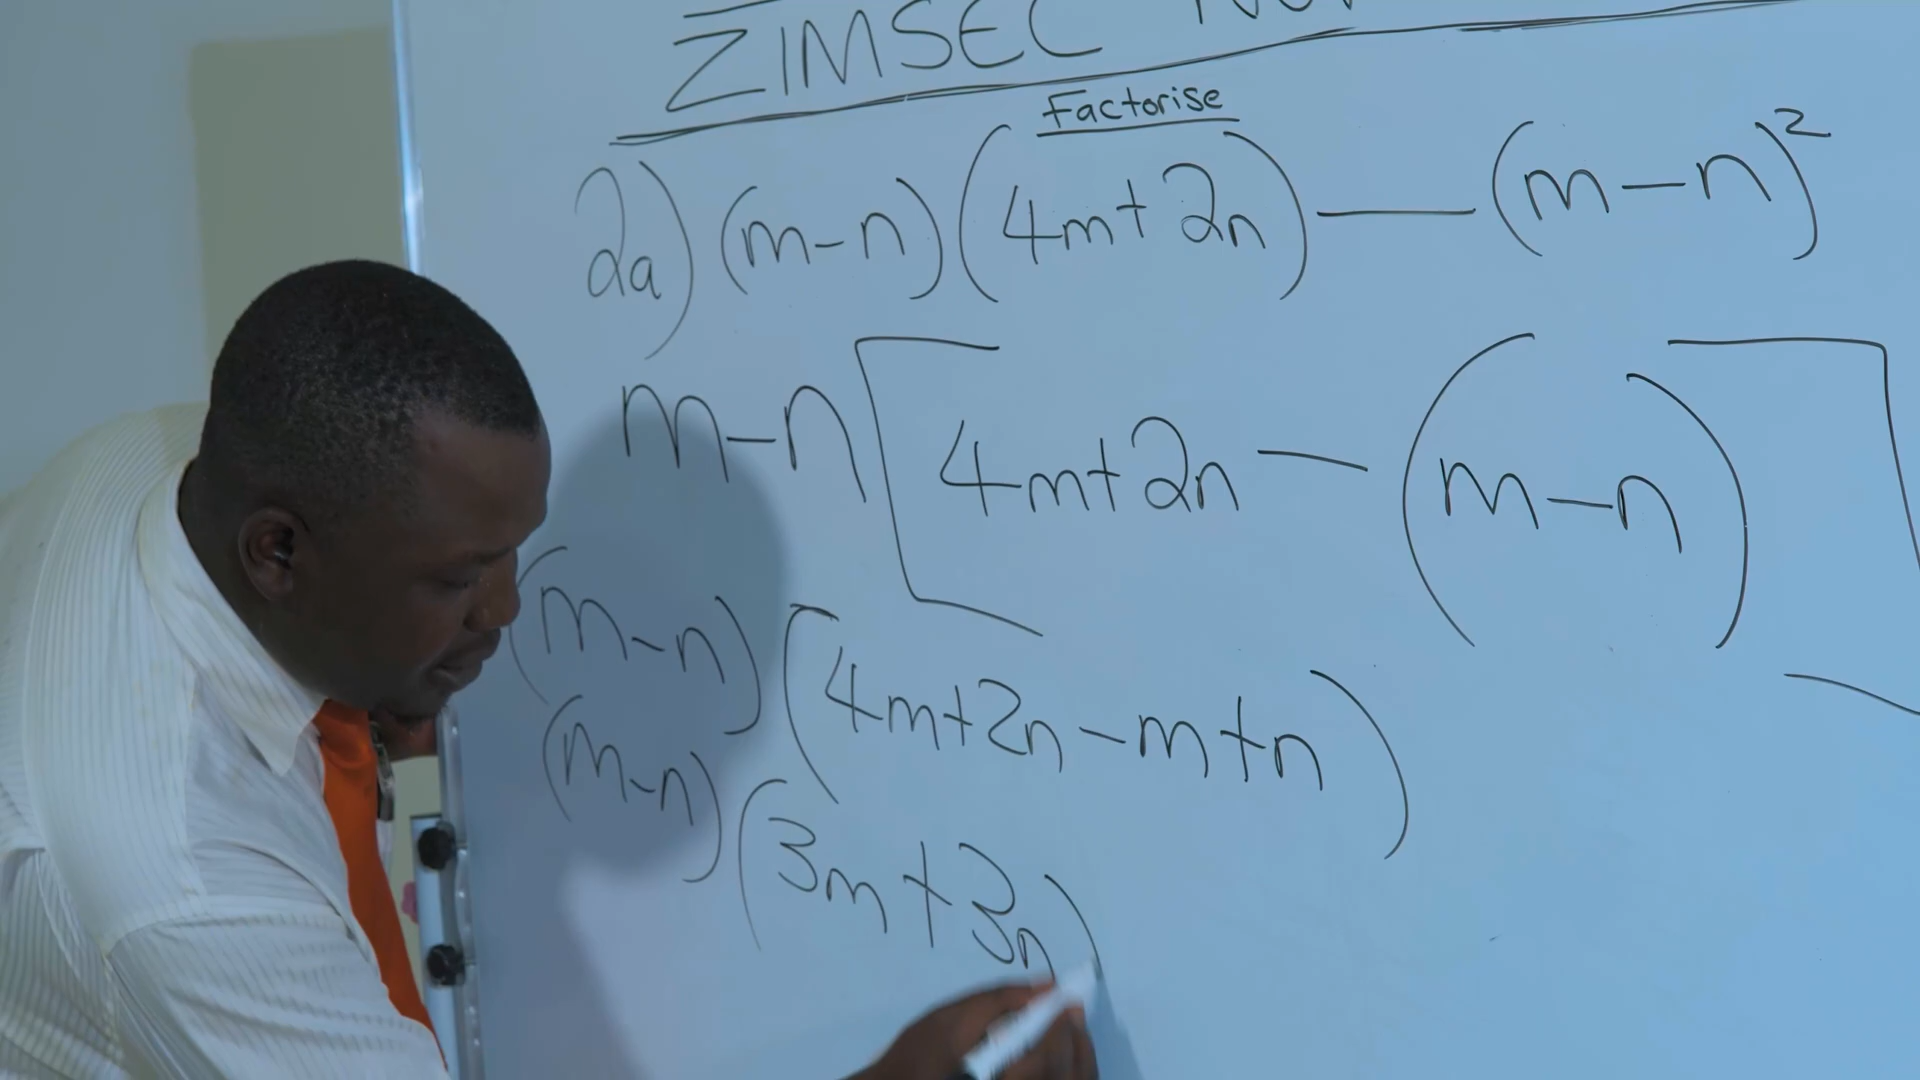 ZIMSEC
Factorise
2a) (m-n)(4m+2n) — (m-n)²
m-n[4m+2n-(m-n)]
(m-n)(4m+2n-m+n)
(m-n)(3m+3n)